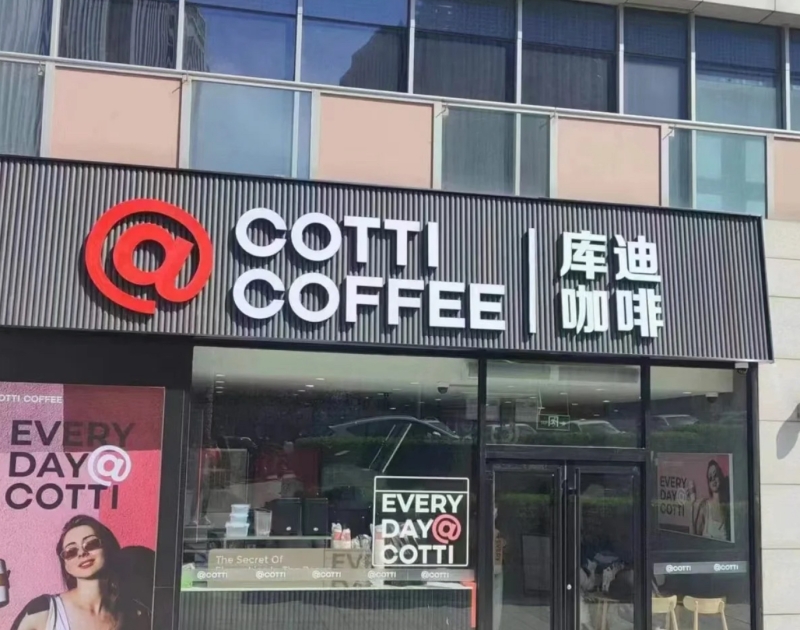 @
COTTI
COFFEE
库迪
咖啡
OTTI COFFEE
EVERY
DAY@
COTTI
EVERY
DAY@
COTTI
The Secret Of
@COTTI @COTTI @COTTI @COTTI @COTTI
EVERY
DAY@
COTTI
@COTTI @COTTI